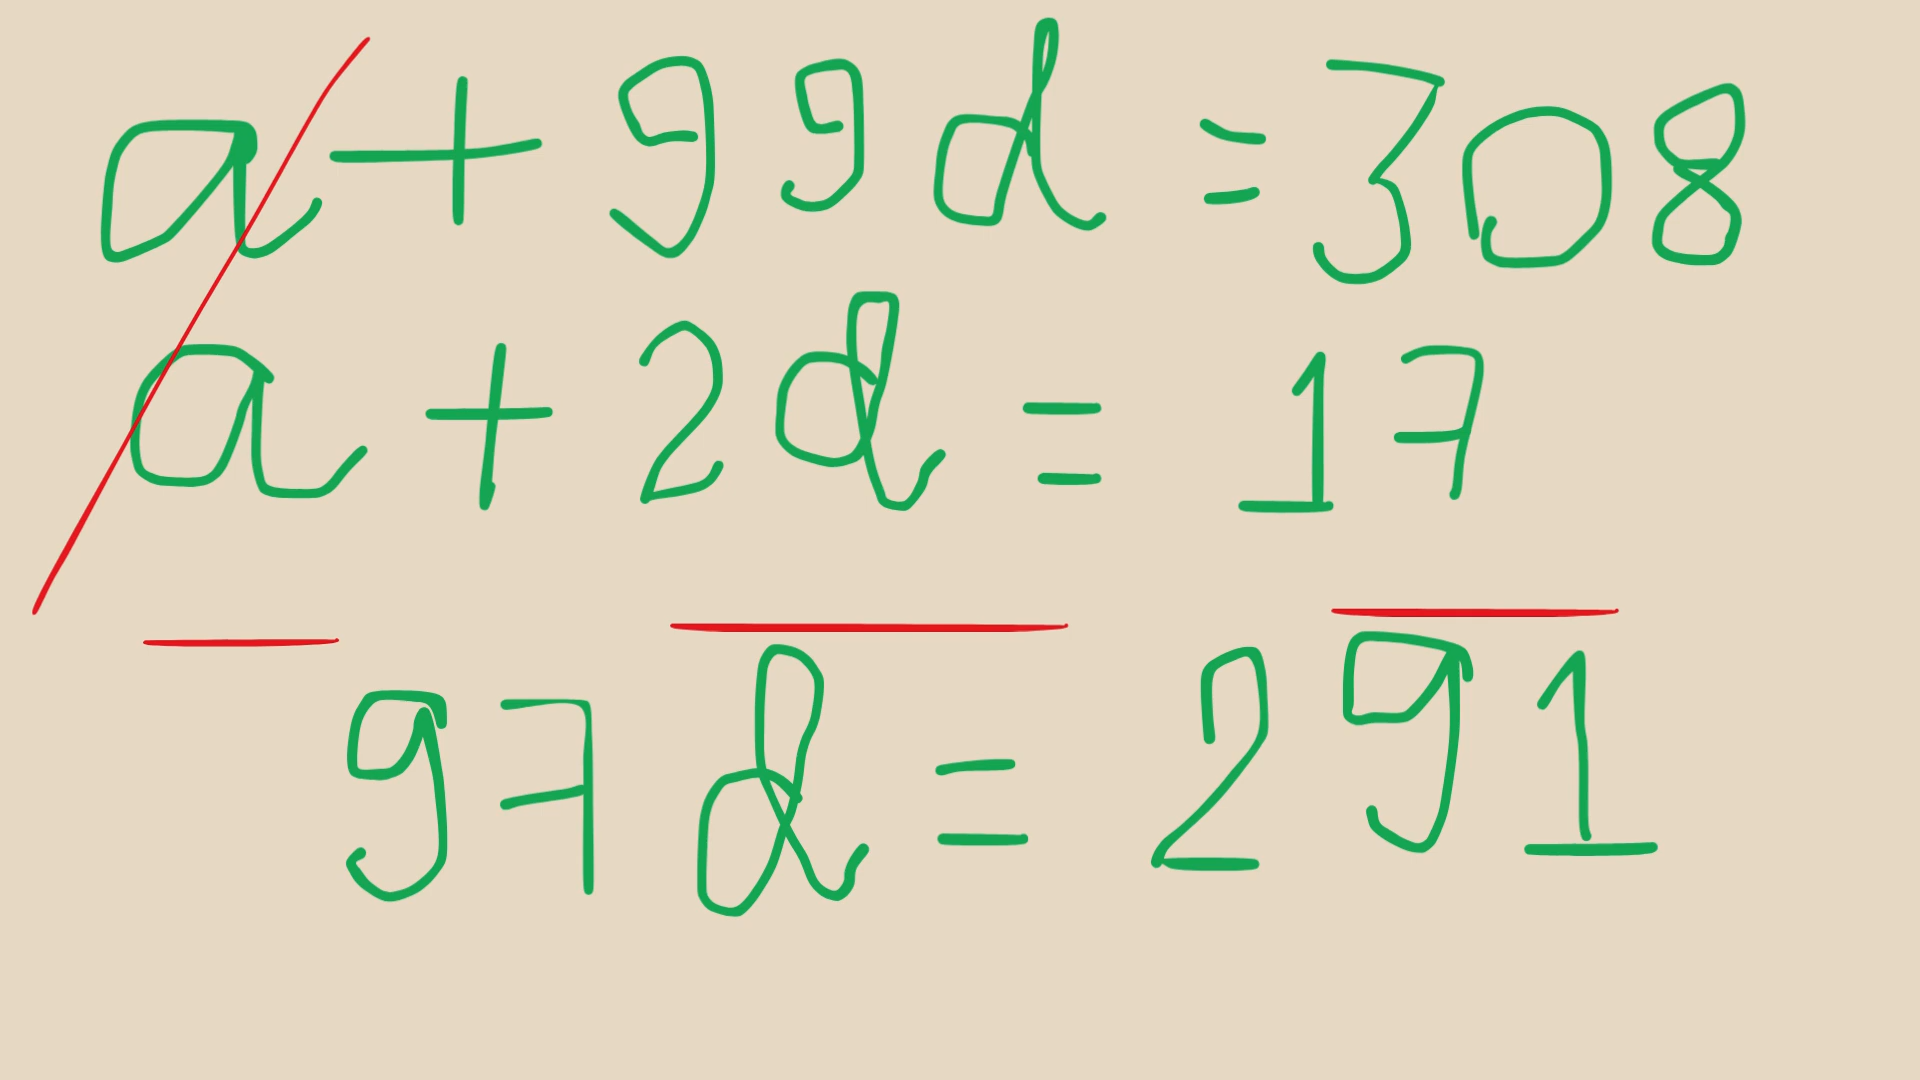 a + 99d = 308
a + 2d = 17
97d = 291